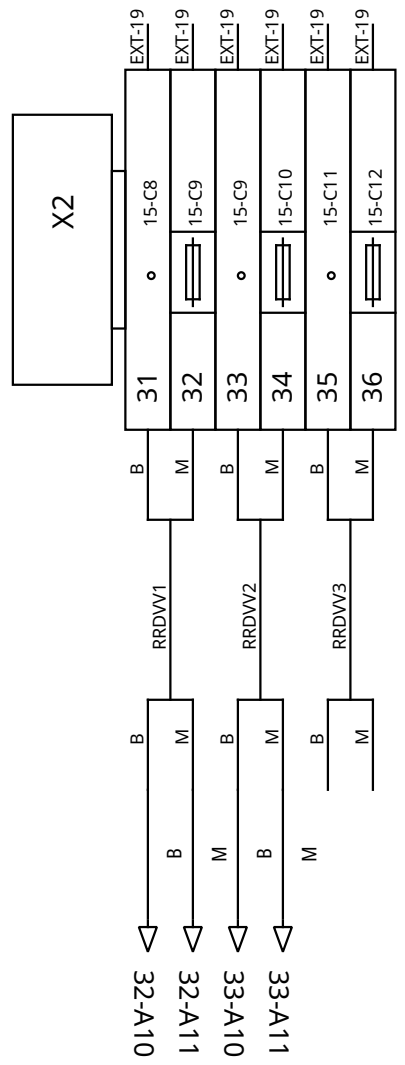 EXT-19
EXT-19
EXT-19
EXT-19
EXT-19
EXT-19
X2
15-C8
15-C9
15-C9
15-C10
15-C11
15-C12
31
32
33
34
35
36
B
M
B
M
B
M
RRDVV1
RRDVV2
RRDVV3
B
M
B
M
B
M
B
M
B
M
32-A10
32-A11
33-A10
33-A11